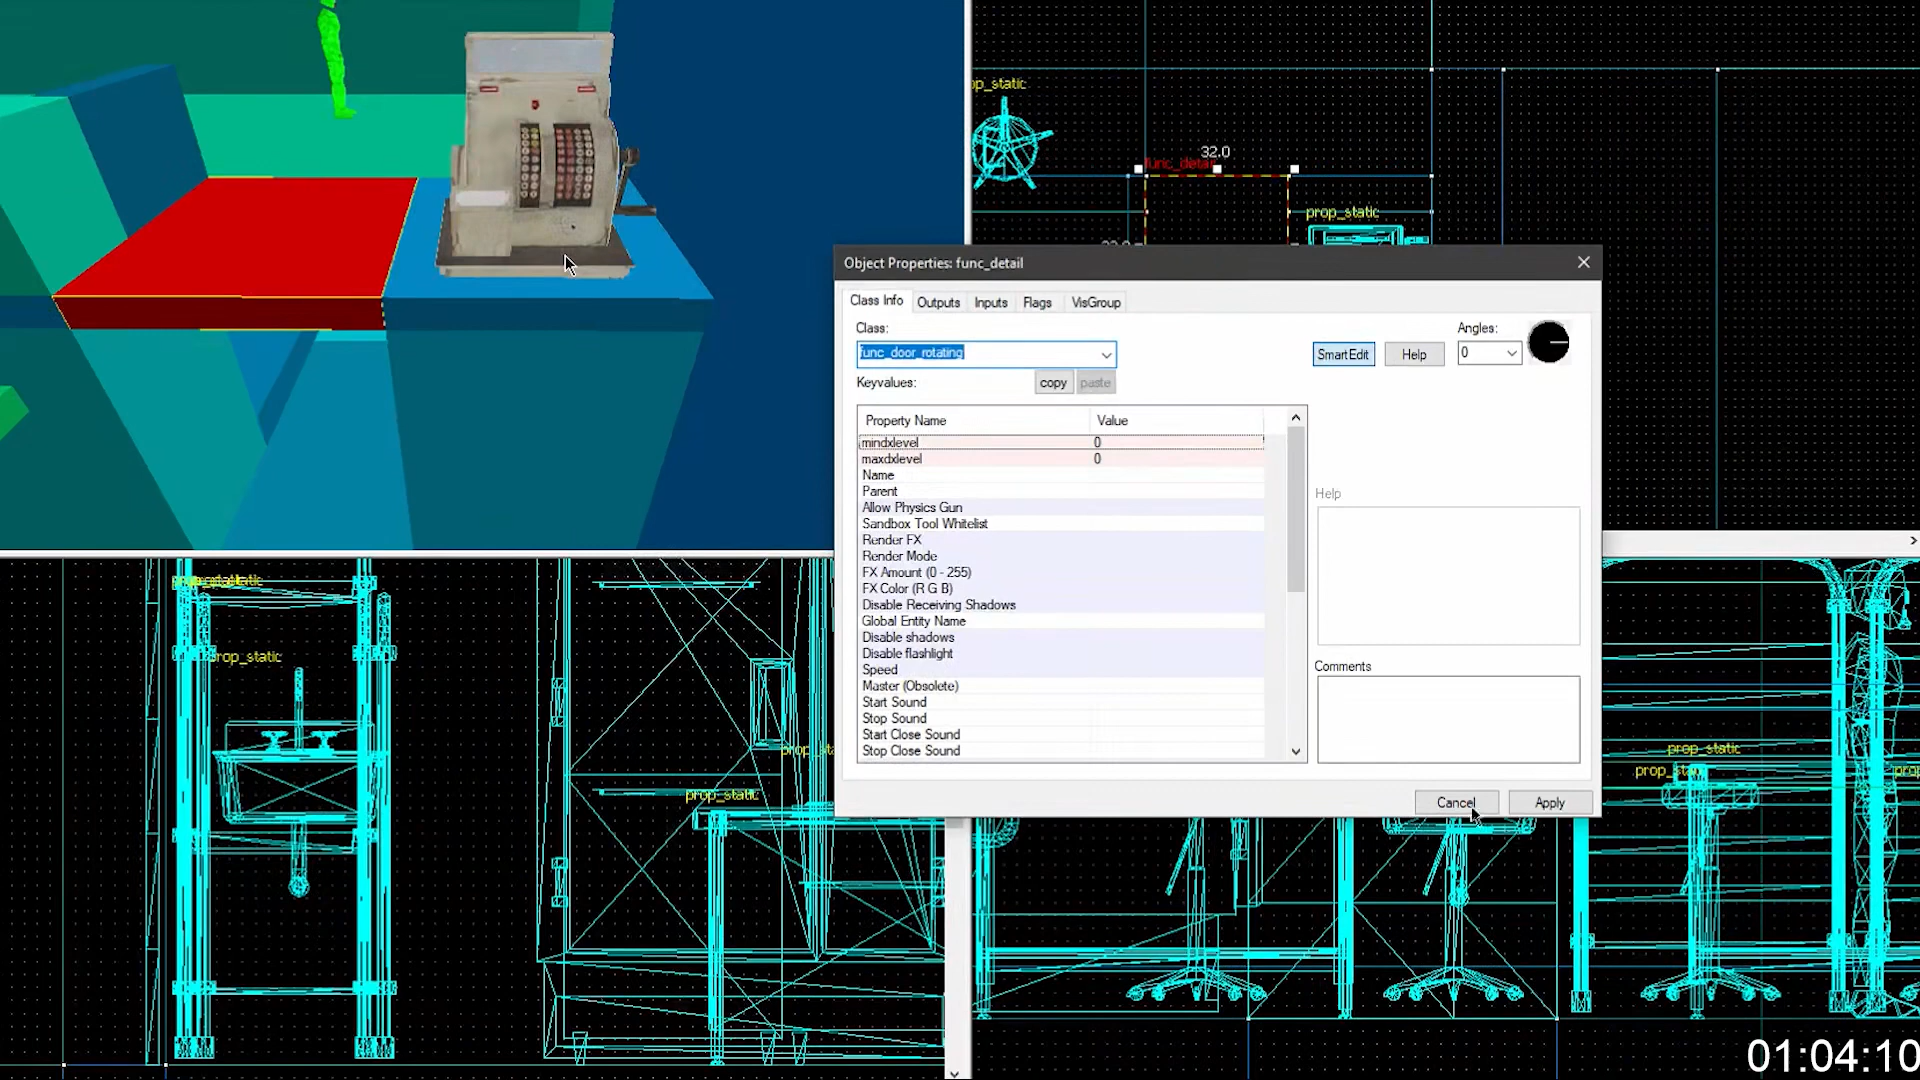 prop_static
32.0
func_detail
prop_static
Object Properties: func_detail
Class Info Outputs Inputs Flags VisGroup
Class:
func_door_rotating
Angles:
SmartEdit Help 0
Keyvalues: copy paste
Property Name Value
mindxlevel 0
maxdxlevel 0
Name
Parent
Allow Physics Gun
Sandbox Tool Whitelist
Render FX
Render Mode
FX Amount (0 - 255)
FX Color (R G B)
Disable Receiving Shadows
Global Entity Name
Disable shadows
Disable flashlight
Speed
Master (Obsolete)
Start Sound
Stop Sound
Start Close Sound
Stop Close Sound
Help
Comments
Cancel Apply
prop_static
prop_static
prop_static
01:04:10